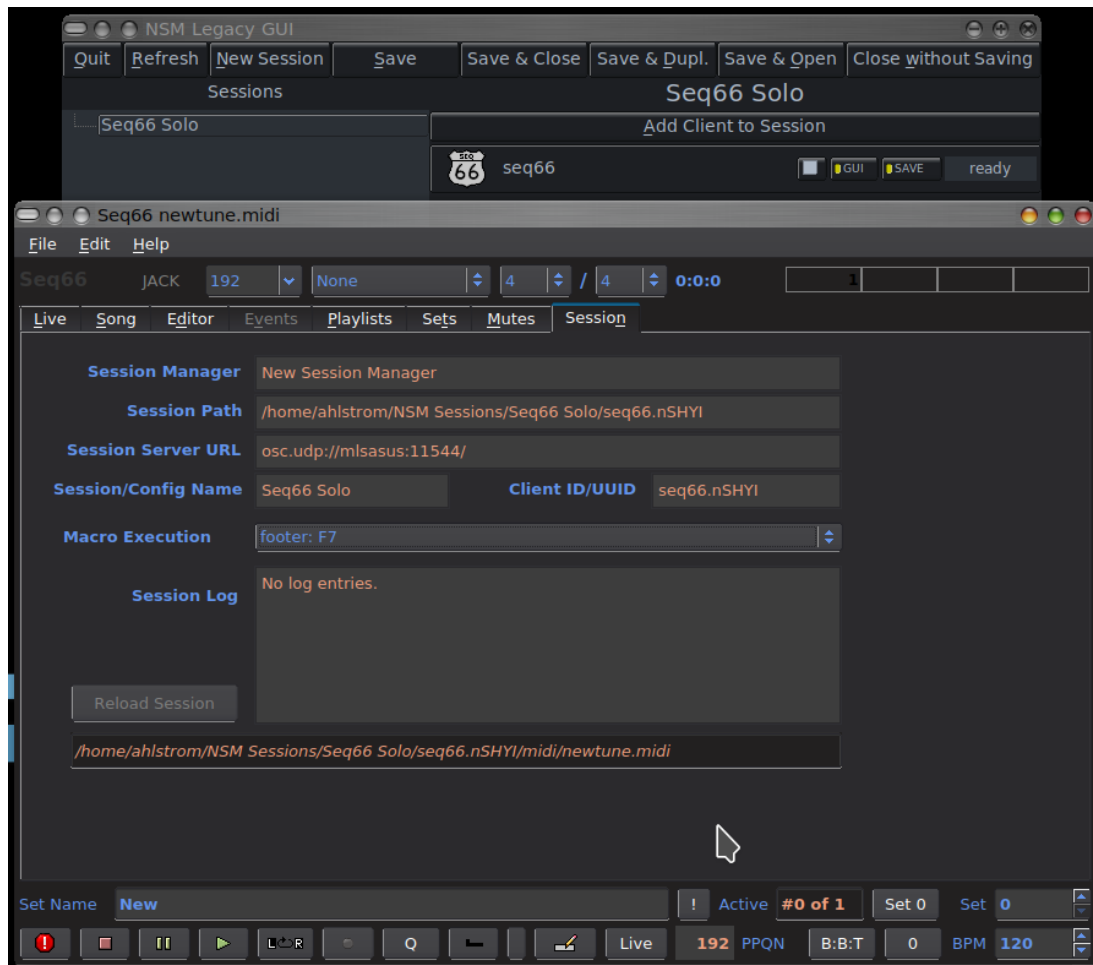 NSM Legacy GUI
Quit Refresh New Session Save Save & Close Save & Dupl. Save & Open Close without Saving
Sessions Seq66 Solo
Seq66 Solo Add Client to Session
SEQ 66 seq66 GUI SAVE ready
Seq66 newtune.midi
File Edit Help
Seq66 JACK 192 None 4 / 4 0:0:0 1
Live Song Editor Events Playlists Sets Mutes Session
Session Manager New Session Manager
Session Path /home/ahlstrom/NSM Sessions/Seq66 Solo/seq66.nSHYI
Session Server URL osc.udp://mlsasus:11544/
Session/Config Name Seq66 Solo Client ID/UUID seq66.nSHYI
Macro Execution footer: F7
Session Log No log entries.
Reload Session
/home/ahlstrom/NSM Sessions/Seq66 Solo/seq66.nSHYI/midi/newtune.midi
Set Name New ! Active #0 of 1 Set 0 Set 0
L R Q Live 192 PPQN B:B:T 0 BPM 120